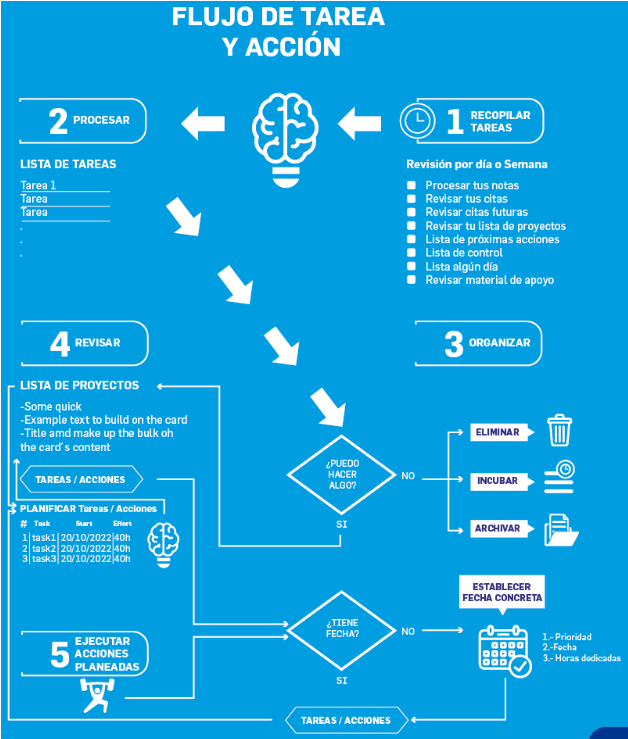 FLUJO DE TAREA
Y ACCIÓN
1 RECOPILAR
TAREAS
Revisión por día o Semana
Procesar tus notas
Revisar tus citas
Revisar citas futuras
Revisar tu lista de proyectos
Lista de próximas acciones
Lista de control
Lista algún día
Revisar material de apoyo
2 PROCESAR
LISTA DE TAREAS
Tarea 1
Tarea
Tarea
.
.
.
3 ORGANIZAR
¿PUEDO
HACER
ALGO?
NO
SI
ELIMINAR
INCUBAR
ARCHIVAR
4 REVISAR
LISTA DE PROYECTOS
-Some quick
-Example text to build on the card
-Title amd make up the bulk oh
the card´s content
TAREAS / ACCIONES
PLANIFICAR Tareas / Acciones
# Task Start Effort
1 task1 20/10/2022 40h
2 task2 20/10/2022 40h
3 task3 20/10/2022 40h
¿TIENE
FECHA?
NO
SI
ESTABLECER
FECHA CONCRETA
1.- Prioridad
2.-Fecha
3.- Horas dedicadas
5 EJECUTAR
ACCIONES
PLANEADAS
TAREAS / ACCIONES